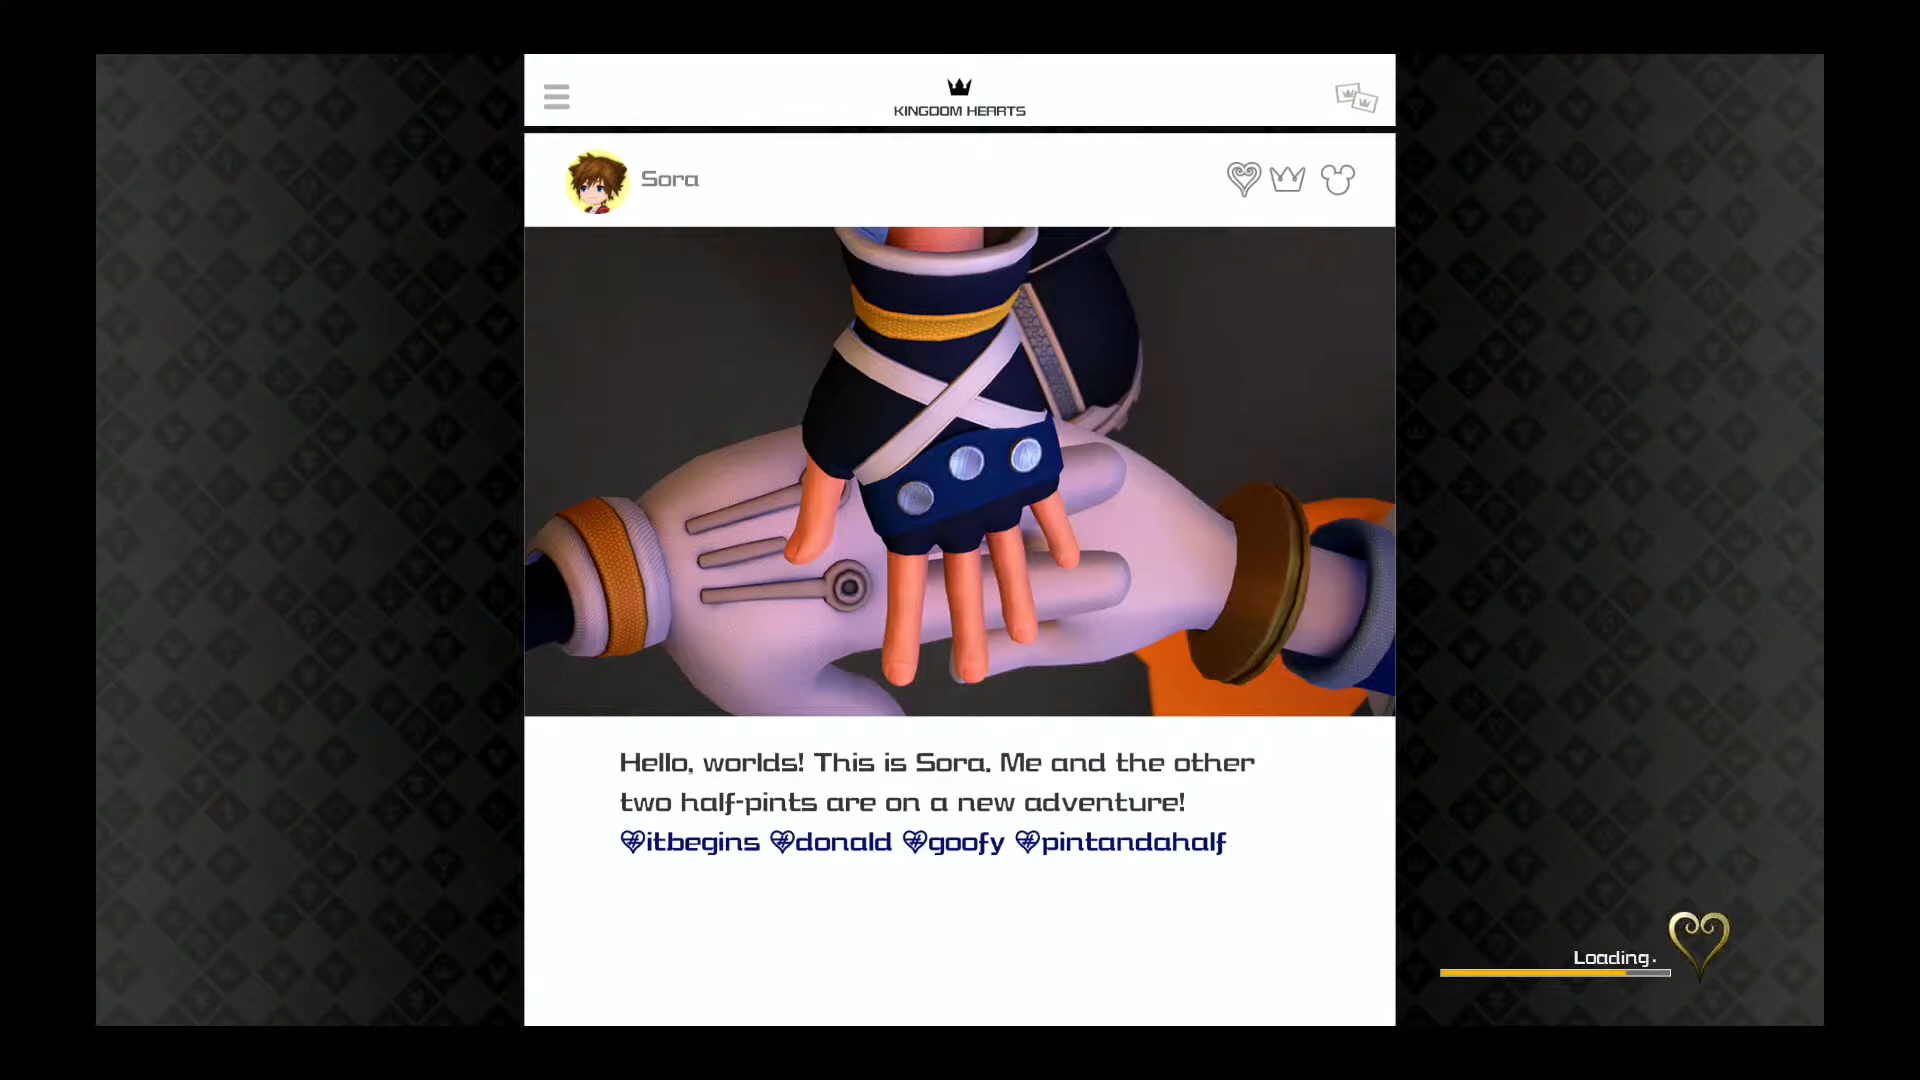 KINGDOM HEARTS
Sora
Hello, worlds! This is Sora. Me and the other
two half-pints are on a new adventure!
#itbegins #donald #goofy #pintandahalf
Loading.